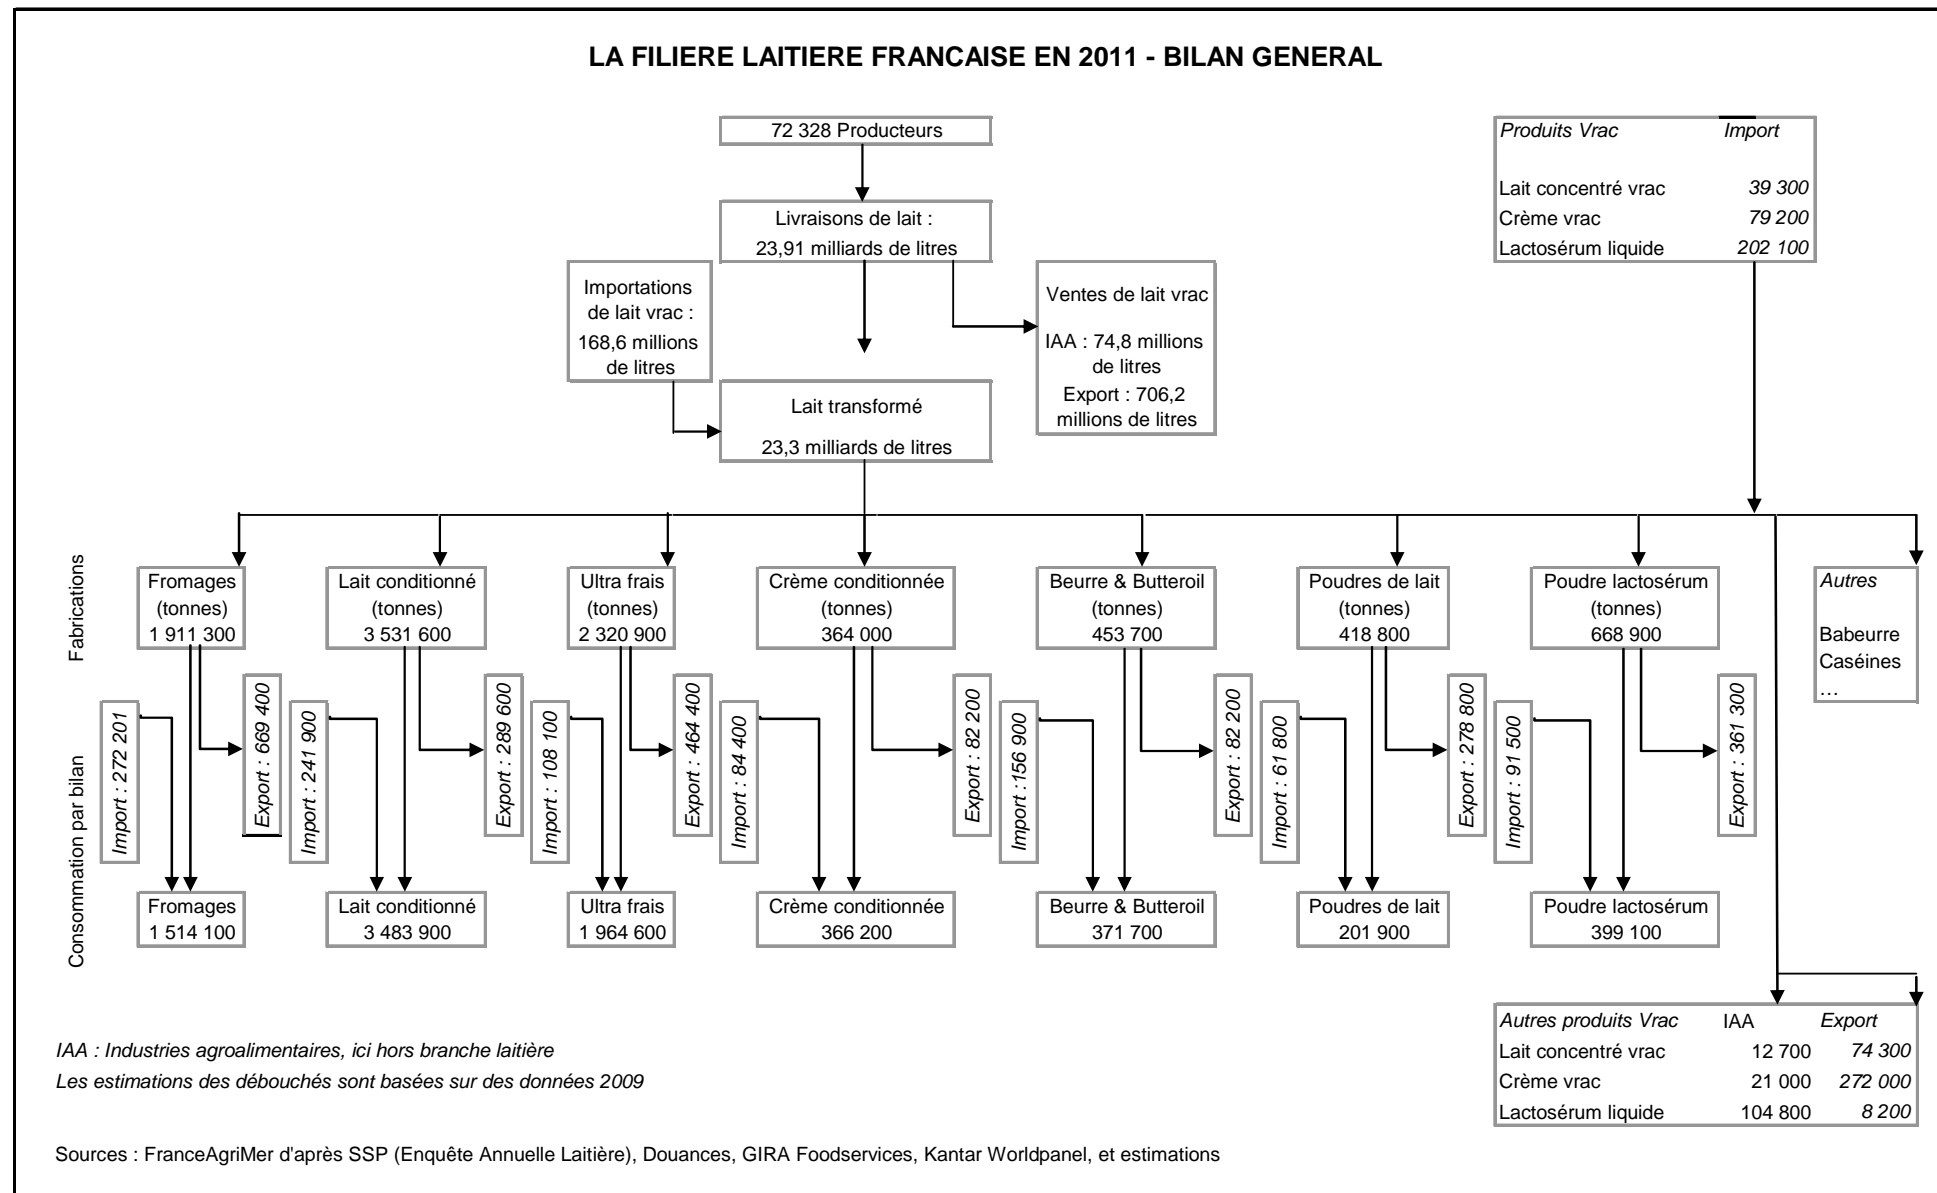 LA FILIERE LAITIERE FRANCAISE EN 2011 - BILAN GENERAL
72 328 Producteurs
Livraisons de lait :
23,91 milliards de litres
Importations
de lait vrac :
168,6 millions
de litres
Ventes de lait vrac
IAA : 74,8 millions
de litres
Export : 706,2
millions de litres
Lait transformé
23,3 milliards de litres
Produits Vrac Import
Lait concentré vrac 39 300
Crème vrac 79 200
Lactosérum liquide 202 100
Fabrications
Fromages
(tonnes)
1 911 300
Lait conditionné
(tonnes)
3 531 600
Ultra frais
(tonnes)
2 320 900
Crème conditionnée
(tonnes)
364 000
Beurre & Butteroil
(tonnes)
453 700
Poudres de lait
(tonnes)
418 800
Poudre lactosérum
(tonnes)
668 900
Autres
Babeurre
Caséines
...
Consommation par bilan
Import : 272 201
Export : 669 400
Import : 241 900
Export : 289 600
Import : 108 100
Export : 464 400
Import : 84 400
Export : 82 200
Import :156 900
Export : 82 200
Import : 61 800
Export : 278 800
Import : 91 500
Export : 361 300
Fromages
1 514 100
Lait conditionné
3 483 900
Ultra frais
1 964 600
Crème conditionnée
366 200
Beurre & Butteroil
371 700
Poudres de lait
201 900
Poudre lactosérum
399 100
Autres produits Vrac IAA Export
Lait concentré vrac 12 700 74 300
Crème vrac 21 000 272 000
Lactosérum liquide 104 800 8 200
IAA : Industries agroalimentaires, ici hors branche laitière
Les estimations des débouchés sont basées sur des données 2009
Sources : FranceAgriMer d'après SSP (Enquête Annuelle Laitière), Douances, GIRA Foodservices, Kantar Worldpanel, et estimations